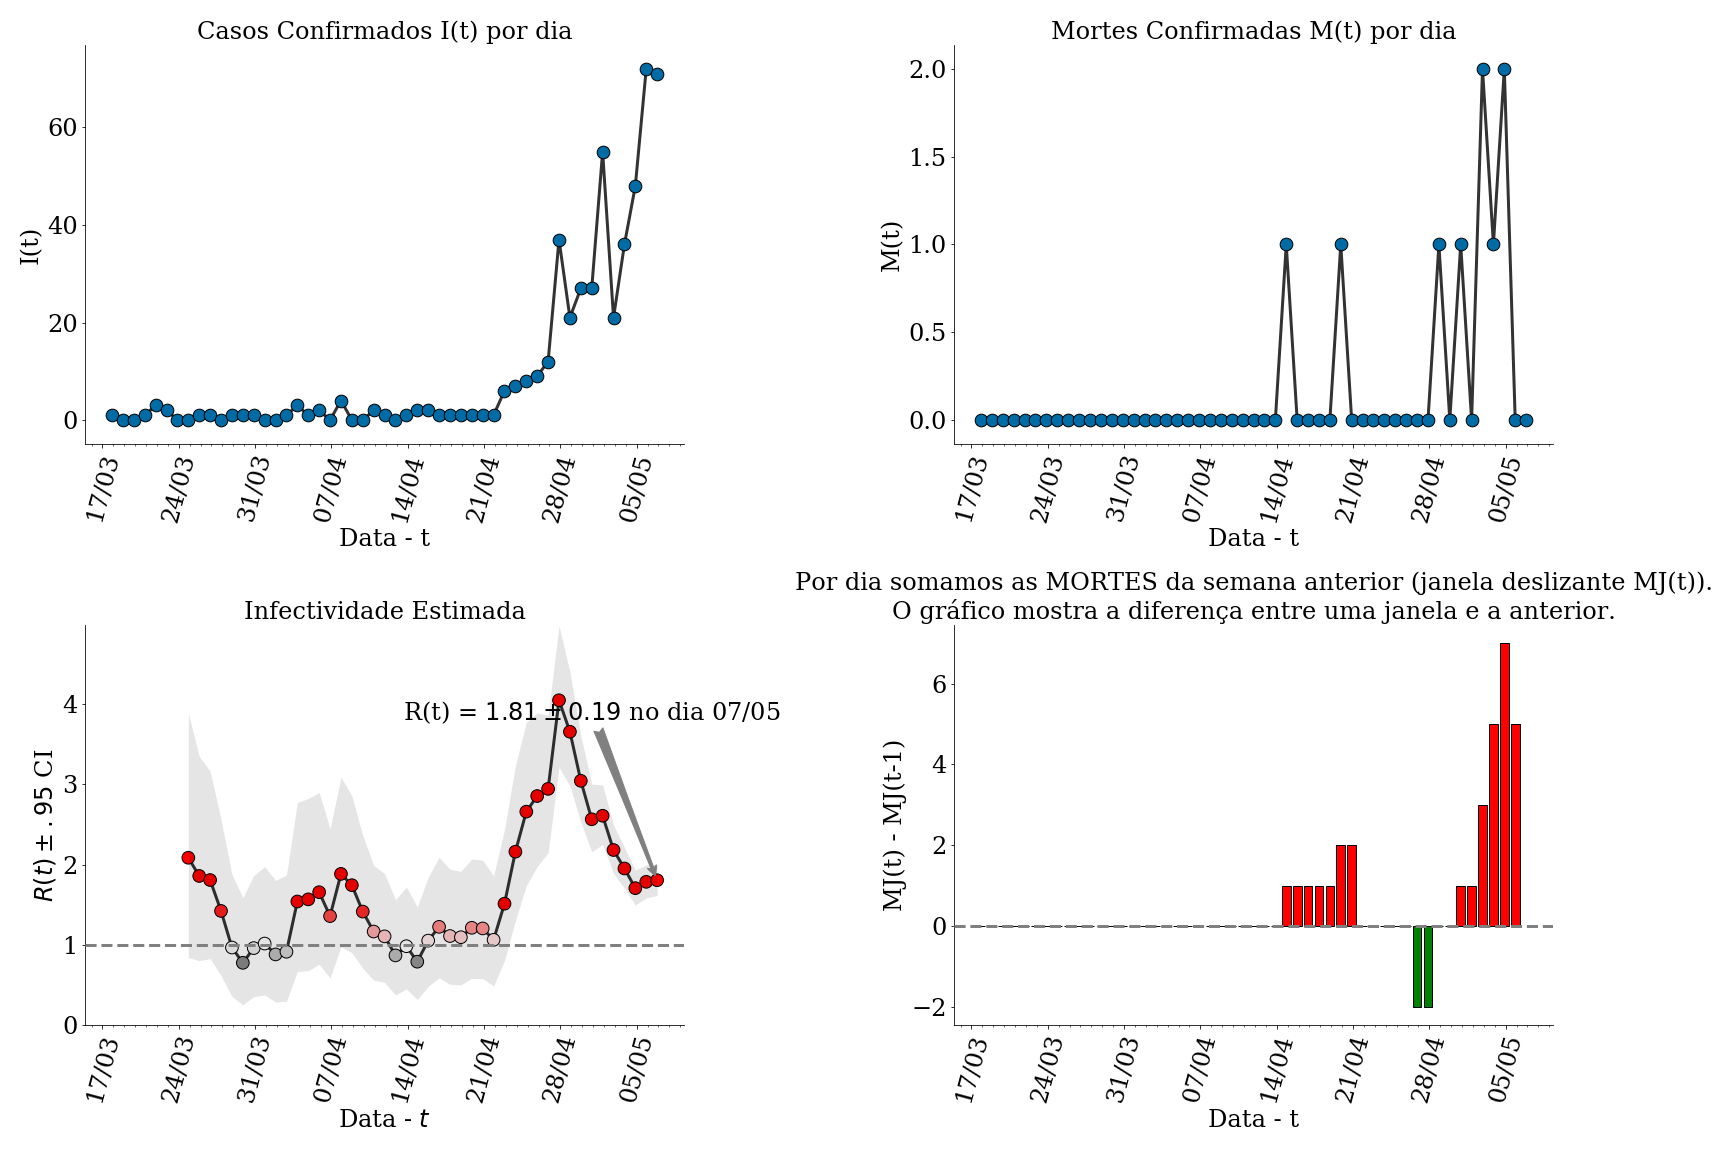 Casos Confirmados I(t) por dia
I(t)
60
40
20
0
17/03 24/03 31/03 07/04 14/04 21/04 28/04 05/05
Data - t
Mortes Confirmadas M(t) por dia
M(t)
2.0
1.5
1.0
0.5
0.0
17/03 24/03 31/03 07/04 14/04 21/04 28/04 05/05
Data - t
Infectividade Estimada
R(t) ± .95 CI
4
3
2
1
0
R(t) = 1.81 ± 0.19 no dia 07/05
17/03 24/03 31/03 07/04 14/04 21/04 28/04 05/05
Data - t
Por dia somamos as MORTES da semana anterior (janela deslizante MJ(t)).
O gráfico mostra a diferença entre uma janela e a anterior.
MJ(t) - MJ(t-1)
6
4
2
0
−2
17/03 24/03 31/03 07/04 14/04 21/04 28/04 05/05
Data - t